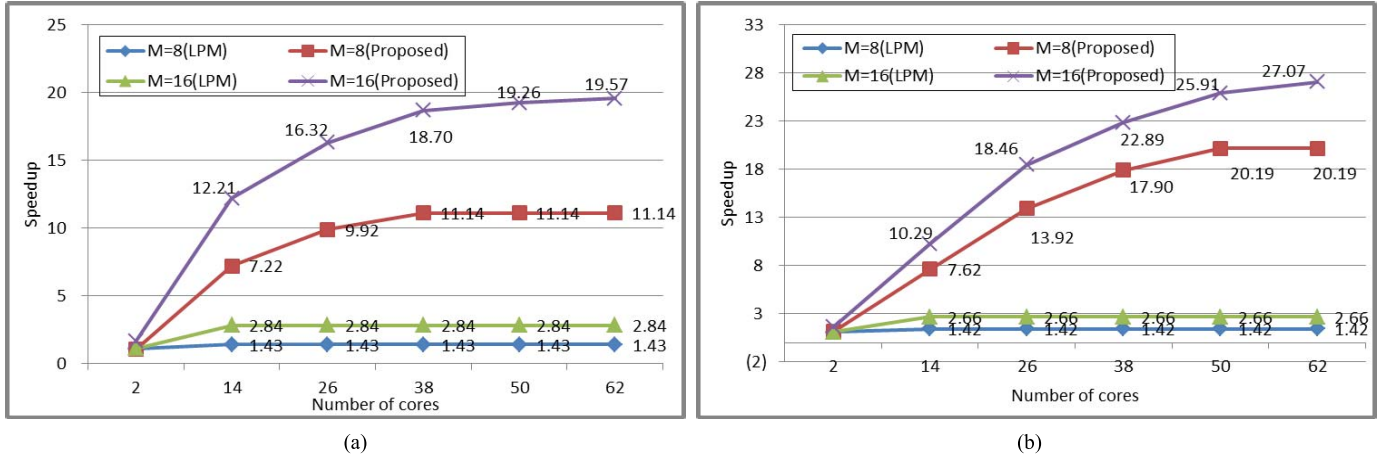 25
M=8(LPM) M=8(Proposed)
M=16(LPM) M=16(Proposed)
20
19.26 19.57
18.70
16.32
15
Speedup
12.21
10
11.14 11.14 11.14
9.92
7.22
5
2.84 2.84 2.84 2.84 2.84
1.43 1.43 1.43 1.43 1.43
0
2 14 26 38 50 62
Number of cores
(a)
33
M=8(LPM) M=8(Proposed)
M=16(LPM) M=16(Proposed)
28
25.91 27.07
23
22.89
18.46
18
17.90 20.19 20.19
Speedup
13
13.92
10.29
8
7.62
3
2.66 2.66 2.66 2.66 2.66
1.42 1.42 1.42 1.42 1.42
(2)
2 14 26 38 50 62
Number of cores
(b)